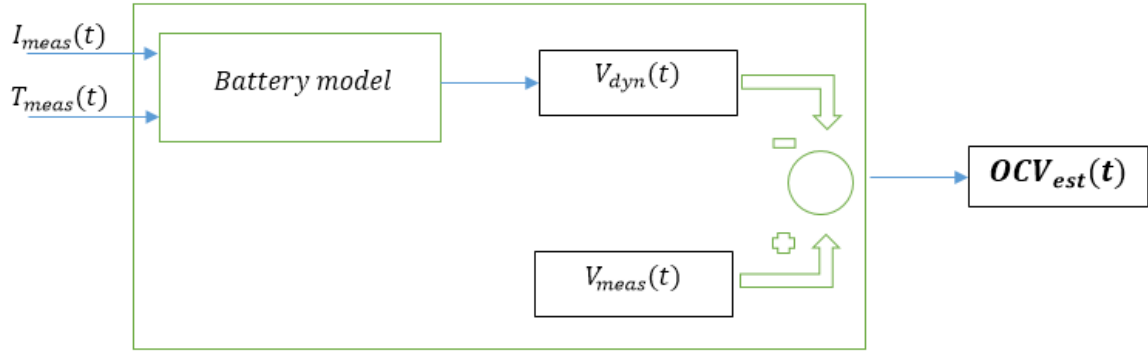 I_meas(t)
T_meas(t)
Battery model
V_dyn(t)
V_meas(t)
OCV_est(t)